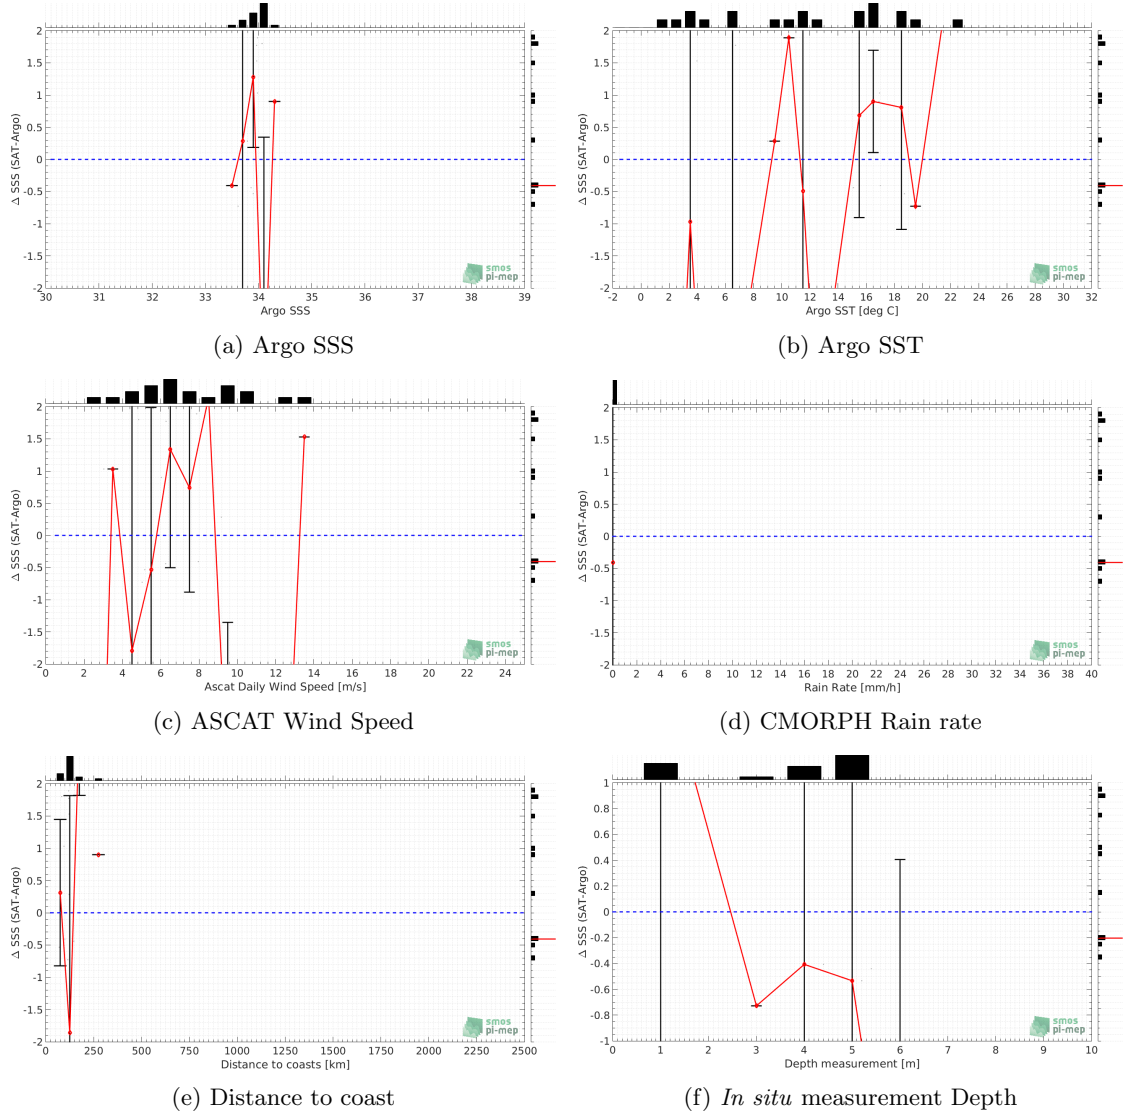 2
1.5
1
0.5
0
-0.5
-1
-1.5
-2
Δ SSS (SAT-Argo)
30 31 32 33 34 35 36 37 38 39
Argo SSS
smos
pi-mep
(a) Argo SSS
2
1.5
1
0.5
0
-0.5
-1
-1.5
-2
Δ SSS (SAT-Argo)
-2 0 2 4 6 8 10 12 14 16 18 20 22 24 26 28 30 32
Argo SST [deg C]
smos
pi-mep
(b) Argo SST
2
1.5
1
0.5
0
-0.5
-1
-1.5
-2
Δ SSS (SAT-Argo)
0 2 4 6 8 10 12 14 16 18 20 22 24
Ascat Daily Wind Speed [m/s]
smos
pi-mep
(c) ASCAT Wind Speed
2
1.5
1
0.5
0
-0.5
-1
-1.5
-2
Δ SSS (SAT-Argo)
0 2 4 6 8 10 12 14 16 18 20 22 24 26 28 30 32 34 36 38 40
Rain Rate [mm/h]
smos
pi-mep
(d) CMORPH Rain rate
2
1.5
1
0.5
0
-0.5
-1
-1.5
-2
Δ SSS (SAT-Argo)
0 250 500 750 1000 1250 1500 1750 2000 2250 2500
Distance to coasts [km]
smos
pi-mep
(e) Distance to coast
1
0.8
0.6
0.4
0.2
0
-0.2
-0.4
-0.6
-0.8
-1
Δ SSS (SAT-Argo)
0 1 2 3 4 5 6 7 8 9 10
Depth measurement [m]
smos
pi-mep
(f) In situ measurement Depth